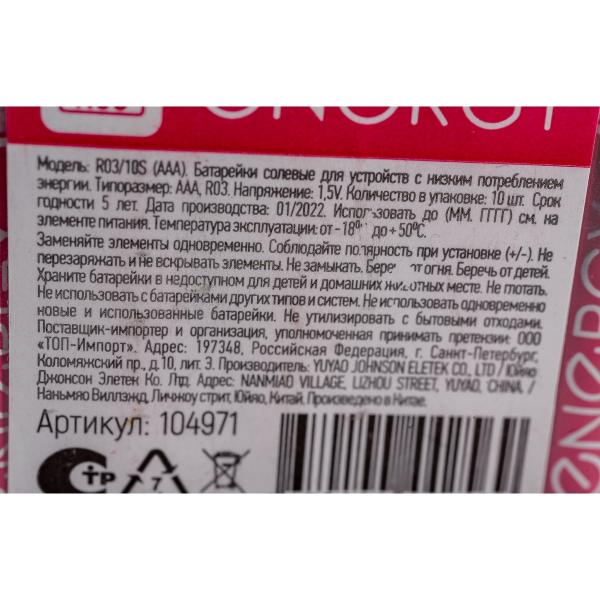 ENERGY
Модель: R03/10S (AAA). Батарейки солевые для устройств с низким потреблением
энергии. Типоразмер: AAA, R03. Напряжение: 1,5V. Количество в упаковке: 10 шт. Срок
годности 5 лет. Дата производства: 01/2022. Использовать до (ММ. ГГГГ) см. на
элементе питания. Температура эксплуатации: от -18° до +50°С.
Заменяйте элементы одновременно. Соблюдайте полярность при установке (+/-). Не
перезаряжать и не вскрывать элементы. Не замыкать. Бере от огня. Беречь от детей.
Храните батарейки в недоступном для детей и домашних животных месте. Не глотать.
Не использовать с батарейками других типов и систем. Не использовать одновременно
новые и использованные батарейки. Не утилизировать с бытовыми отходами.
Поставщик-импортер и организация, уполномоченная принимать претензии: ООО
«ТОП-Импорт». Адрес: 197348, Российская Федерация, г. Санкт-Петербург,
Коломяжский пр., д.10, лит. Э. Производитель: YUYAO JOHNSON ELETEK CO., LTD / Юйяо
Джонсон Элетек Ко. Лтд. Адрес: NANMIAO VILLAGE, LIZHOU STREET, YUYAO, CHINA. /
Наньмяо Виллэнд, Личжоу стрит, Юйяо, Китай. Произведено в Китае.
Артикул: 104971
СТР
7
energy